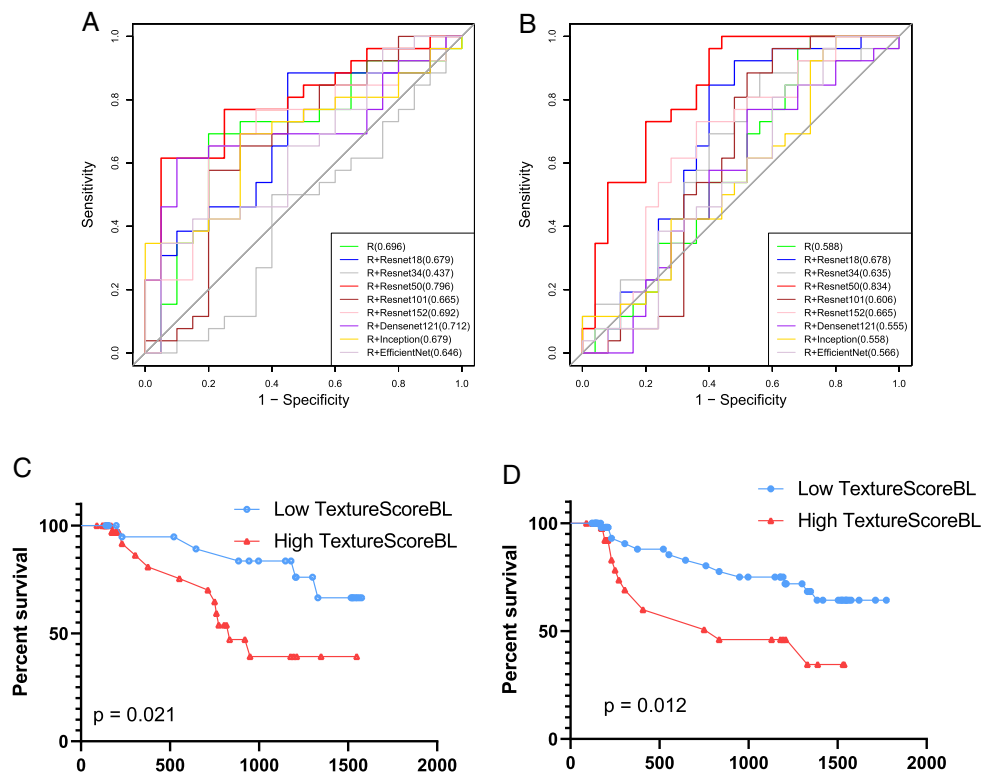 A
Sensitivity
1.0
0.8
0.6
0.4
0.2
0.0
R(0.696)
R+Resnet18(0.679)
R+Resnet34(0.437)
R+Resnet50(0.796)
R+Resnet101(0.665)
R+Resnet152(0.692)
R+Densenet121(0.712)
R+Inception(0.679)
R+EfficientNet(0.646)
0.0 0.2 0.4 0.6 0.8 1.0
1 − Specificity
B
Sensitivity
1.0
0.8
0.6
0.4
0.2
0.0
R(0.588)
R+Resnet18(0.678)
R+Resnet34(0.635)
R+Resnet50(0.834)
R+Resnet101(0.606)
R+Resnet152(0.665)
R+Densenet121(0.555)
R+Inception(0.558)
R+EfficientNet(0.566)
0.0 0.2 0.4 0.6 0.8 1.0
1 − Specificity
C
Low TextureScoreBL
High TextureScoreBL
Percent survival
100
50
0
p = 0.021
0 500 1000 1500 2000
D
Low TextureScoreBL
High TextureScoreBL
Percent survival
100
50
0
p = 0.012
0 500 1000 1500 2000